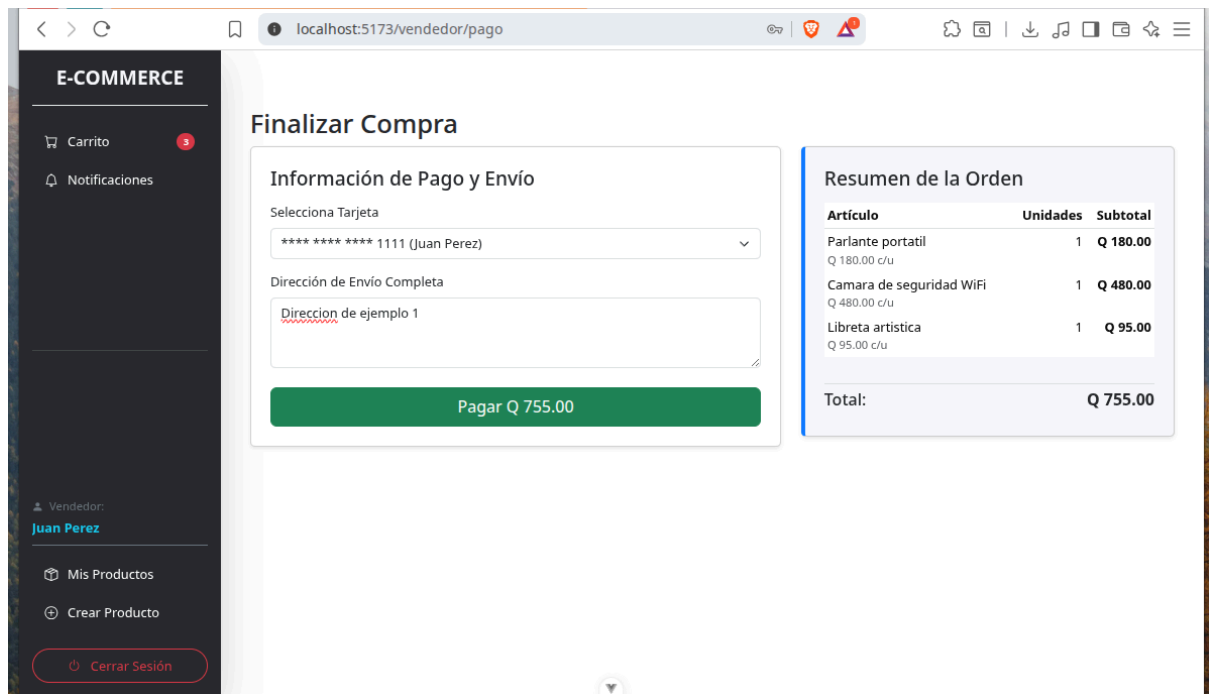 localhost:5173/vendedor/pago
E-COMMERCE
Carrito 3
Notificaciones
Vendedor:
Juan Perez
Mis Productos
Crear Producto
Cerrar Sesión
Finalizar Compra
Información de Pago y Envío
Selecciona Tarjeta
**** **** **** 1111 (Juan Perez)
Dirección de Envío Completa
Direccion de ejemplo 1
Pagar Q 755.00
Resumen de la Orden
Artículo Unidades Subtotal
Parlante portatil 1 Q 180.00
Q 180.00 c/u
Camara de seguridad WiFi 1 Q 480.00
Q 480.00 c/u
Libreta artistica 1 Q 95.00
Q 95.00 c/u
Total: Q 755.00